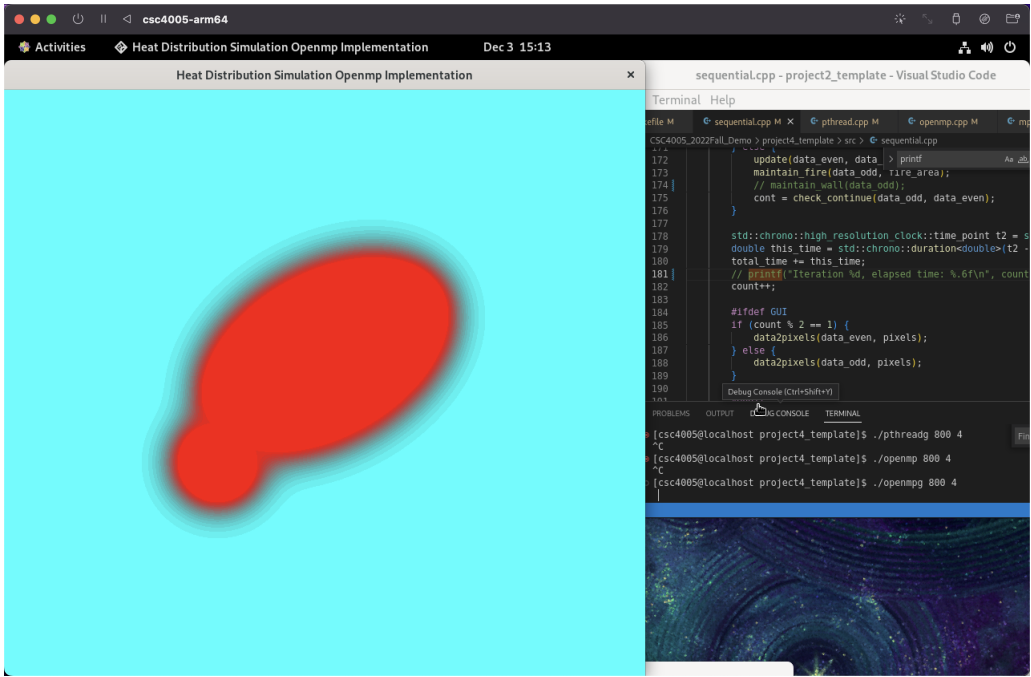 csc4005-arm64
Activities
Heat Distribution Simulation Openmp Implementation
Dec 3 15:13
Heat Distribution Simulation Openmp Implementation
×
sequential.cpp - project2_template - Visual Studio Code
Terminal Help
efile M
sequential.cpp M ×
pthread.cpp M
openmp.cpp M
CSC4005_2022Fall_Demo > project4_template > src > sequential.cpp
printf
Aa
172 update(data_even, data_
173 maintain_fire(data_odd, fire_area);
174 // maintain_wall(data_odd);
175 cont = check_continue(data_odd, data_even);
176 }
177
178 std::chrono::high_resolution_clock::time_point t2 = s
179 double this_time = std::chrono::duration<double>(t2 -
180 total_time += this_time;
181 // printf("Iteration %d, elapsed time: %.6f\n", count
182 count++;
183
184 #ifdef GUI
185 if (count % 2 == 1) {
186 data2pixels(data_even, pixels);
187 } else {
188 data2pixels(data_odd, pixels);
189 }
190
Debug Console (Ctrl+Shift+Y)
PROBLEMS OUTPUT DEBUG CONSOLE TERMINAL
[csc4005@localhost project4_template]$ ./pthreadg 800 4
^C
[csc4005@localhost project4_template]$ ./openmp 800 4
^C
[csc4005@localhost project4_template]$ ./openmpg 800 4
Fin